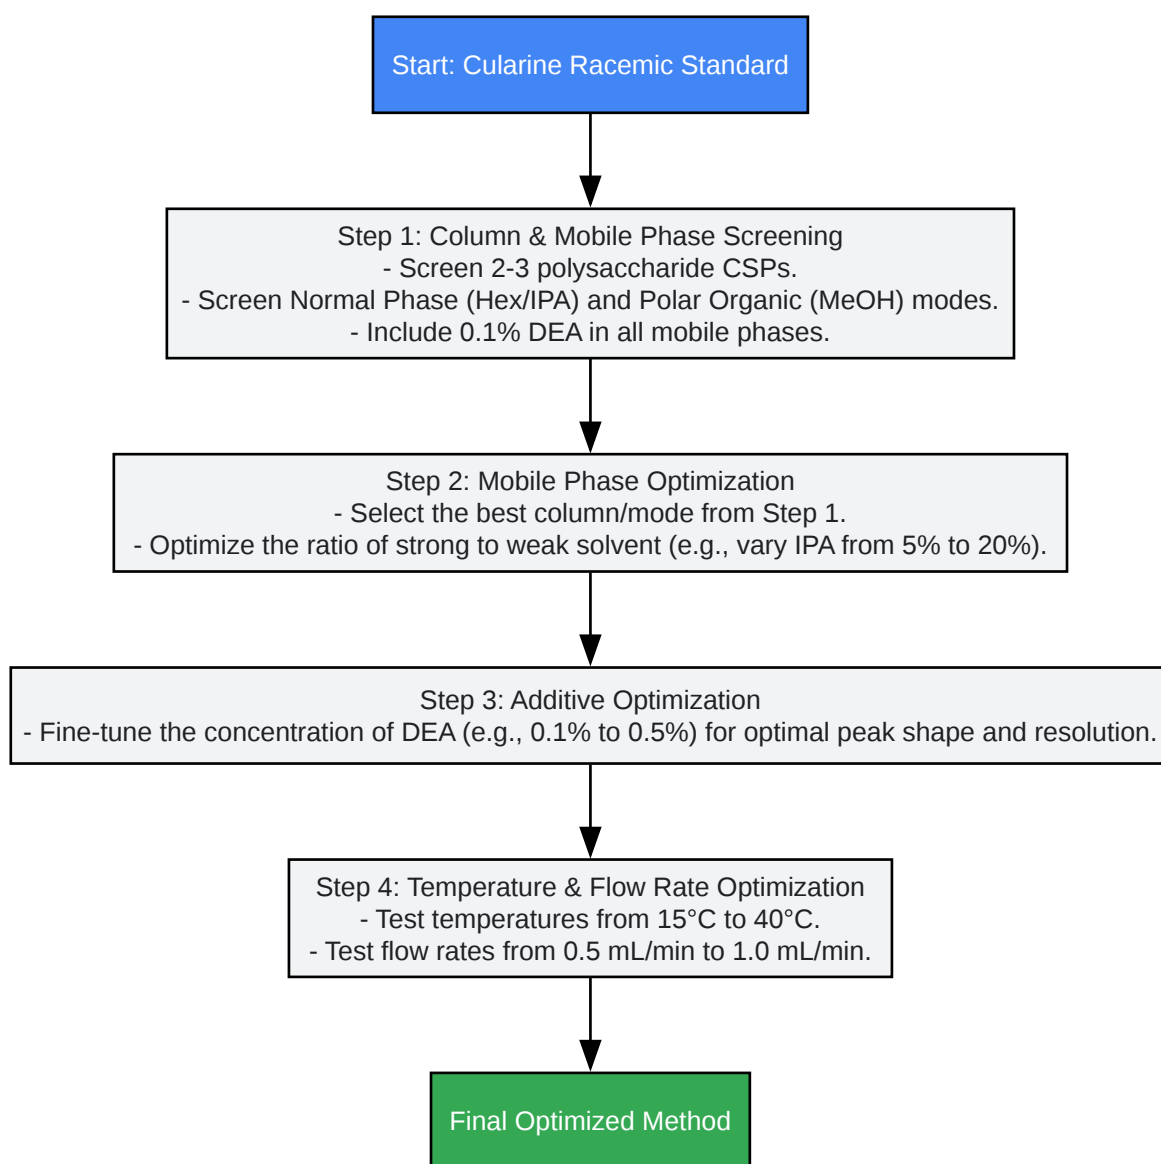 Start: Cularine Racemic Standard
Step 1: Column & Mobile Phase Screening
- Screen 2-3 polysaccharide CSPs.
- Screen Normal Phase (Hex/IPA) and Polar Organic (MeOH) modes.
- Include 0.1% DEA in all mobile phases.
Step 2: Mobile Phase Optimization
- Select the best column/mode from Step 1.
- Optimize the ratio of strong to weak solvent (e.g., vary IPA from 5% to 20%).
Step 3: Additive Optimization
- Fine-tune the concentration of DEA (e.g., 0.1% to 0.5%) for optimal peak shape and resolution.
Step 4: Temperature & Flow Rate Optimization
- Test temperatures from 15°C to 40°C.
- Test flow rates from 0.5 mL/min to 1.0 mL/min.
Final Optimized Method